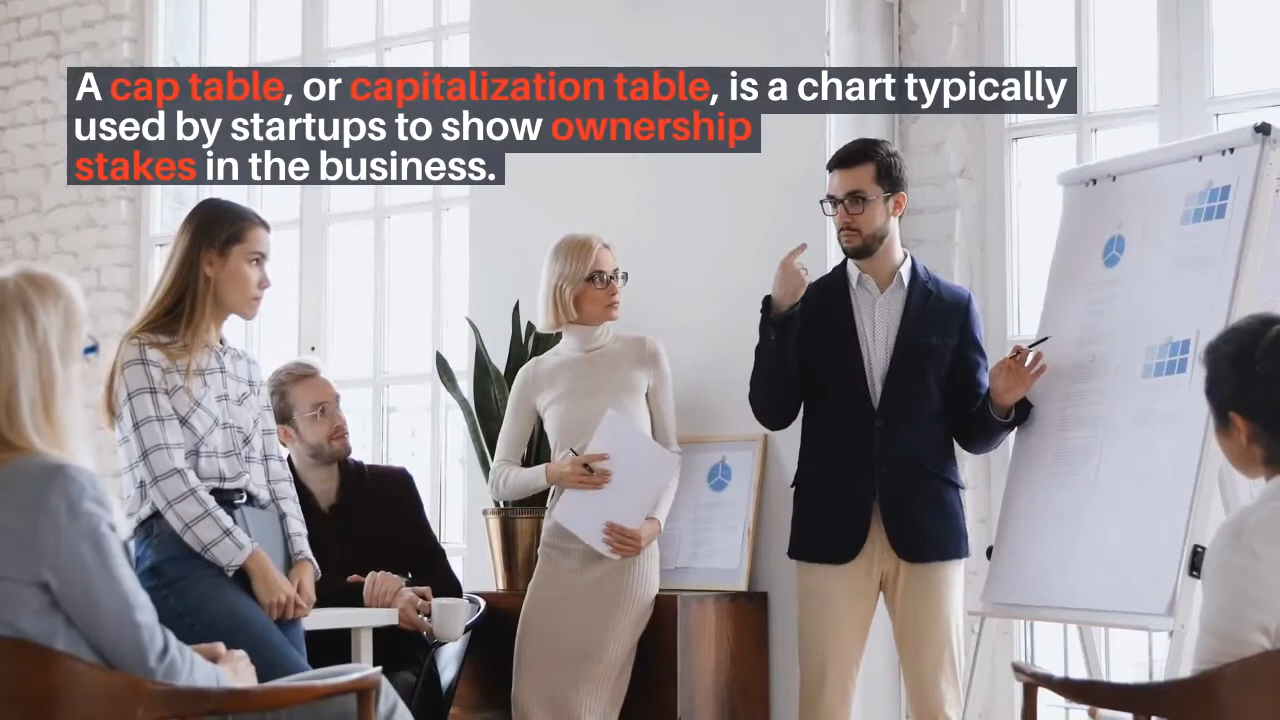 A cap table, or capitalization table, is a chart typically
used by startups to show ownership
stakes in the business.